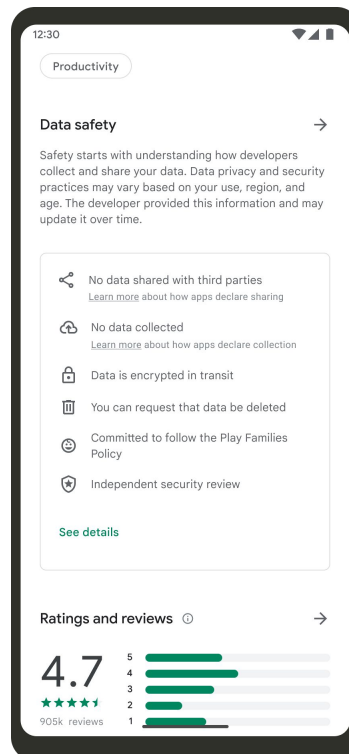 12:30
Productivity
Data safety
Safety starts with understanding how developers
collect and share your data. Data privacy and security
practices may vary based on your use, region, and
age. The developer provided this information and may
update it over time.
No data shared with third parties
Learn more about how apps declare sharing
No data collected
Learn more about how apps declare collection
Data is encrypted in transit
You can request that data be deleted
Committed to follow the Play Families
Policy
Independent security review
See details
Ratings and reviews
4.7
905k reviews
5
4
3
2
1